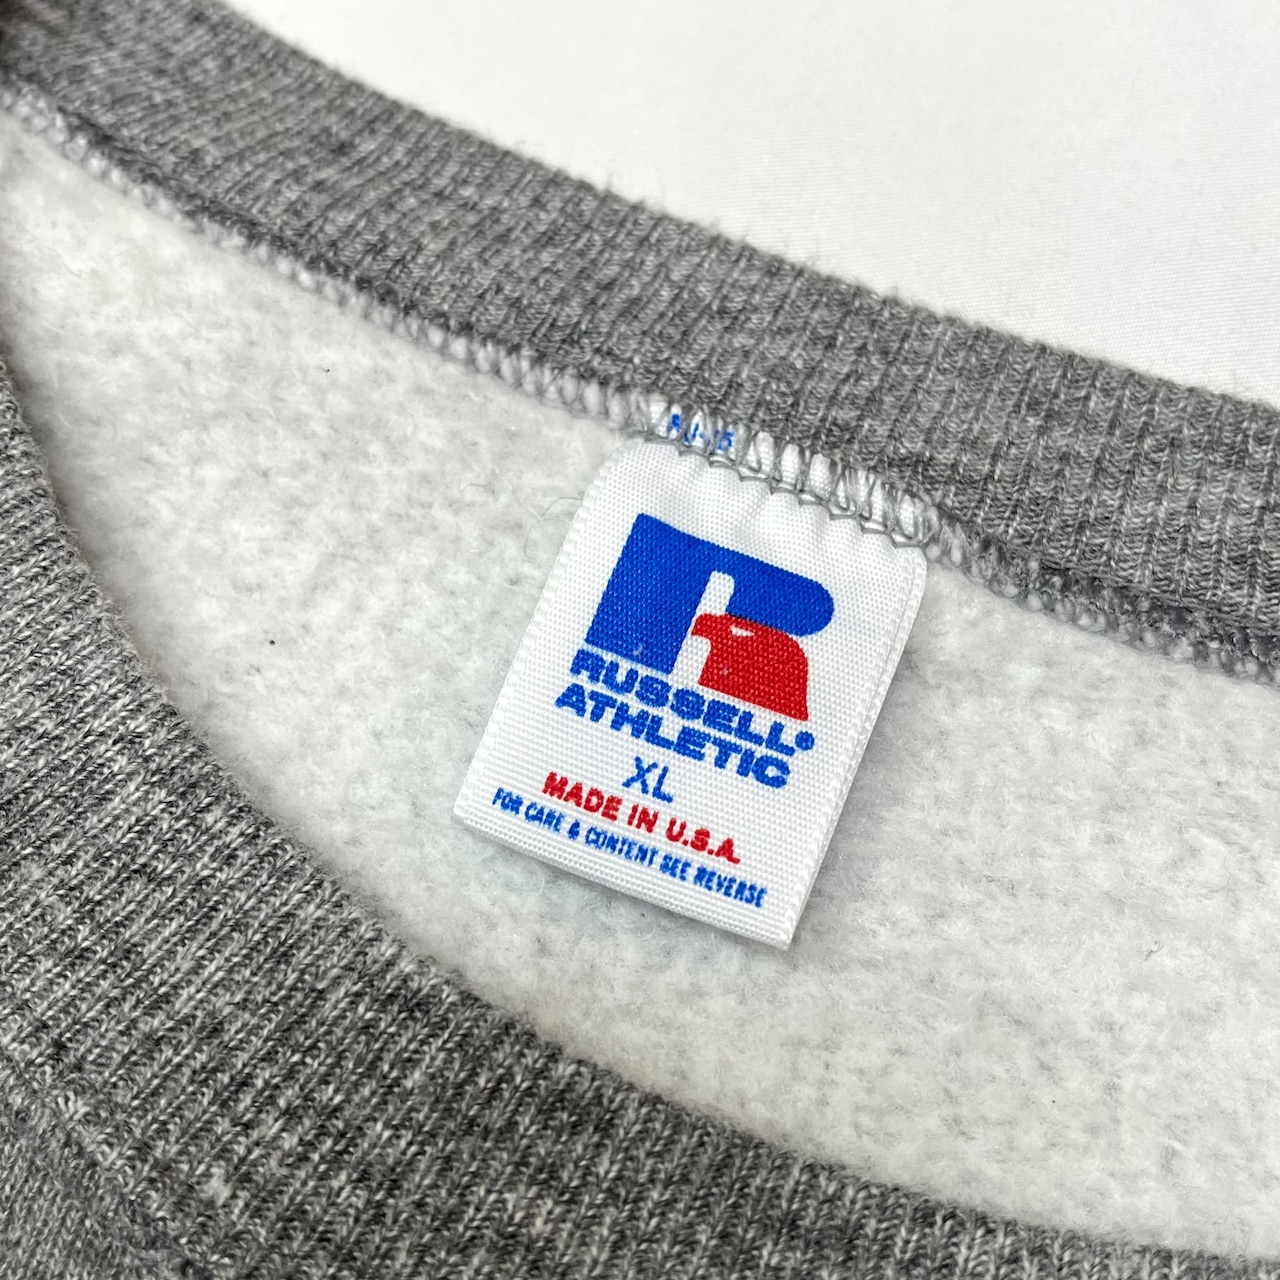 RUSSELL®
ATHLETIC
XL
MADE IN U.S.A.
FOR CARE & CONTENT SEE REVERSE